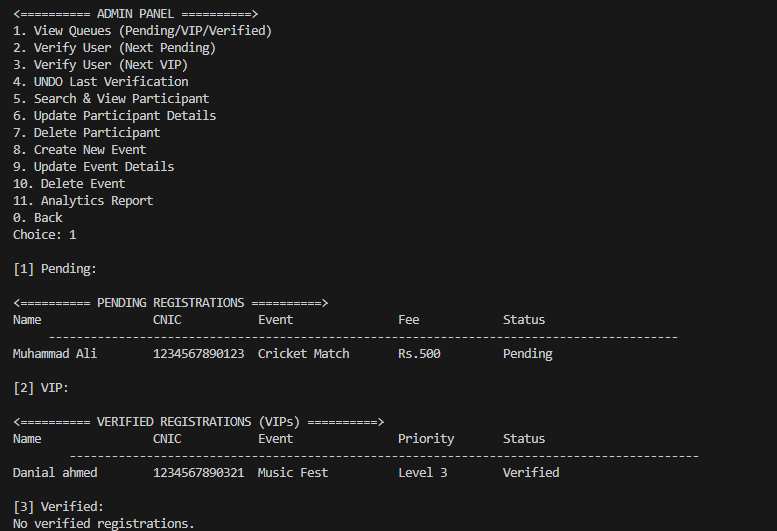 <========== ADMIN PANEL ==========>
1. View Queues (Pending/VIP/Verified)
2. Verify User (Next Pending)
3. Verify User (Next VIP)
4. UNDO Last Verification
5. Search & View Participant
6. Update Participant Details
7. Delete Participant
8. Create New Event
9. Update Event Details
10. Delete Event
11. Analytics Report
0. Back
Choice: 1
[1] Pending:
<========== PENDING REGISTRATIONS ==========>
Name                CNIC           Event               Fee            Status
     ------------------------------------------------------------------------------------------
Muhammad Ali        1234567890123  Cricket Match       Rs.500         Pending
[2] VIP:
<========== VERIFIED REGISTRATIONS (VIPs) ==========>
Name                CNIC           Event               Priority       Status
        ------------------------------------------------------------------------------------------
Danial ahmed        1234567890321  Music Fest          Level 3        Verified
[3] Verified:
No verified registrations.